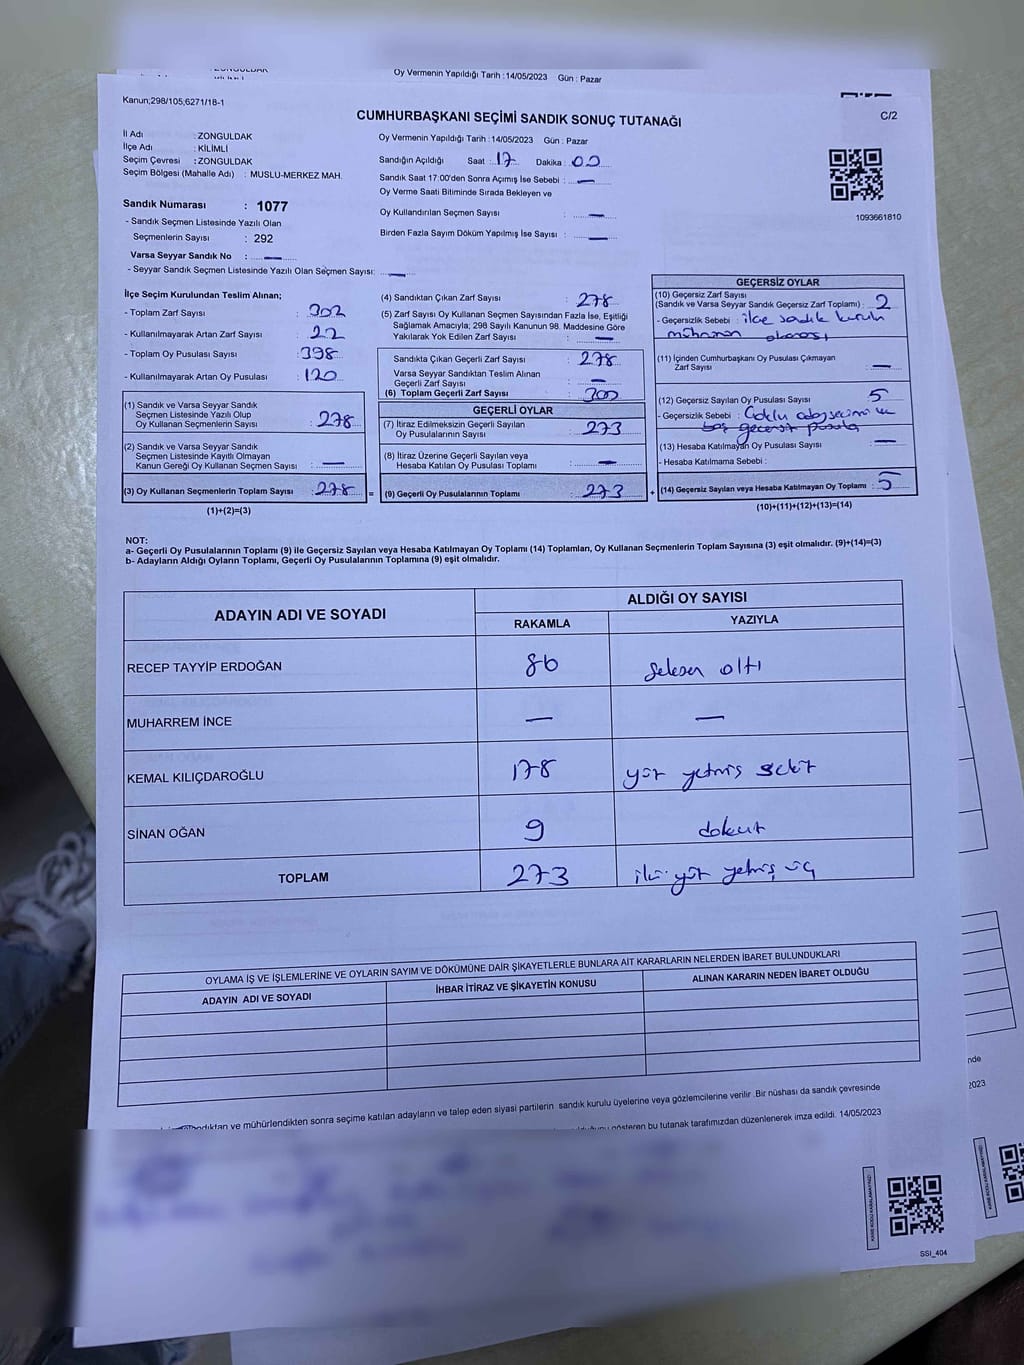 Oy Vermenin Yapıldığı Tarih : 14/05/2023 Gün : Pazar
Kanun;298/105,6271/18-1
C/2
CUMHURBAŞKANI SEÇİMİ SANDIK SONUÇ TUTANAĞI
İl Adı : ZONGULDAK
İlçe Adı : KİLİMLİ
Seçim Çevresi : ZONGULDAK
Seçim Bölgesi (Mahalle Adı) : MUSLU-MERKEZ MAH.
Sandık Numarası : 1077
- Sandık Seçmen Listesinde Yazılı Olan
Seçmenlerin Sayısı : 292
Varsa Seyyar Sandık No : —
- Seyyar Sandık Seçmen Listesinde Yazılı Olan Seçmen Sayısı: —
Oy Vermenin Yapıldığı Tarih : 14/05/2023 Gün : Pazar
Sandığın Açıldığı Saat : 17 Dakika : 00
Sandık Saat 17:00'den Sonra Açımış İse Sebebi : —
Oy Verme Saati Bitiminde Sırada Bekleyen ve
Oy Kullandırılan Seçmen Sayısı : —
Birden Fazla Sayım Döküm Yapılmış İse Sayısı : —
1093661810
İlçe Seçim Kurulundan Teslim Alınan;
- Toplam Zarf Sayısı : 302
- Kullanılmayarak Artan Zarf Sayısı : 22
- Toplam Oy Pusulası Sayısı : 398
- Kullanılmayarak Artan Oy Pusulası : 120
(1) Sandık ve Varsa Seyyar Sandık
Seçmen Listesinde Yazılı Olup
Oy Kullanan Seçmenlerin Sayısı : 278
(2) Sandık ve Varsa Seyyar Sandık
Seçmen Listesinde Kayıtlı Olmayan
Kanun Gereği Oy Kullanan Seçmen Sayısı : —
(3) Oy Kullanan Seçmenlerin Toplam Sayısı : 278 =
(1)+(2)=(3)
(4) Sandıktan Çıkan Zarf Sayısı : 278
(5) Zarf Sayısı Oy Kullanan Seçmen Sayısından Fazla İse, Eşitliği
Sağlamak Amacıyla; 298 Sayılı Kanunun 98. Maddesine Göre
Yakılarak Yok Edilen Zarf Sayısı : —
Sandıkta Çıkan Geçerli Zarf Sayısı : 278
Varsa Seyyar Sandıktan Teslim Alınan
Geçerli Zarf Sayısı : —
(6) Toplam Geçerli Zarf Sayısı : 300
GEÇERLİ OYLAR
(7) İtiraz Edilmeksizin Geçerli Sayılan
Oy Pusulalarının Sayısı : 273
(8) İtiraz Üzerine Geçerli Sayılan veya
Hesaba Katılan Oy Pusulası Toplamı : —
(9) Geçerli Oy Pusulalarının Toplamı : 273 +
GEÇERSİZ OYLAR
(10) Geçersiz Zarf Sayısı
(Sandık ve Varsa Seyyar Sandık Geçersiz Zarf Toplamı) : 2
- Geçersizlik Sebebi : ilçe sandık kurulu
mührünün olmaması
(11) İçinden Cumhurbaşkanı Oy Pusulası Çıkmayan
Zarf Sayısı : —
(12) Geçersiz Sayılan Oy Pusulası Sayısı : 5
- Geçersizlik Sebebi : Çoklu aday seçimi ve
boş geçersiz pusula
(13) Hesaba Katılmayan Oy Pusulası Sayısı : —
- Hesaba Katılmama Sebebi :
(14) Geçersiz Sayılan veya Hesaba Katılmayan Oy Toplamı : 5
(10)+(11)+(12)+(13)=(14)
NOT:
a- Geçerli Oy Pusulalarının Toplamı (9) ile Geçersiz Sayılan veya Hesaba Katılmayan Oy Toplamı (14) Toplamları, Oy Kullanan Seçmenlerin Toplam Sayısına (3) eşit olmalıdır. (9)+(14)=(3)
b- Adayların Aldığı Oyların Toplamı, Geçerli Oy Pusulalarının Toplamına (9) eşit olmalıdır.
ADAYIN ADI VE SOYADI
ALDIĞI OY SAYISI
RAKAMLA YAZIYLA
RECEP TAYYİP ERDOĞAN 86 seksen altı
MUHARREM İNCE — —
KEMAL KILIÇDAROĞLU 178 yüz yetmiş sekiz
SİNAN OĞAN 9 dokuz
TOPLAM 273 iki yüz yetmiş üç
OYLAMA İŞ VE İŞLEMLERİNE VE OYLARIN SAYIM VE DÖKÜMÜNE DAİR ŞİKAYETLERLE BUNLARA AİT KARARLARIN NELERDEN İBARET BULUNDUKLARI
ADAYIN ADI VE SOYADI İHBAR İTİRAZ VE ŞİKAYETİN KONUSU ALINAN KARARIN NEDEN İBARET OLDUĞU
ndıktan ve mühürlendikten sonra seçime katılan adayların ve talep eden siyasi partilerin sandık kurulu üyelerine veya gözlemcilerine verilir .Bir nüshası da sandık çevresinde
gösteren bu tutanak tarafımızdan düzenlenerek imza edildi. 14/05/2023
nde
2023
KARE KODU KARALAMAYINIZ!
SSI_404